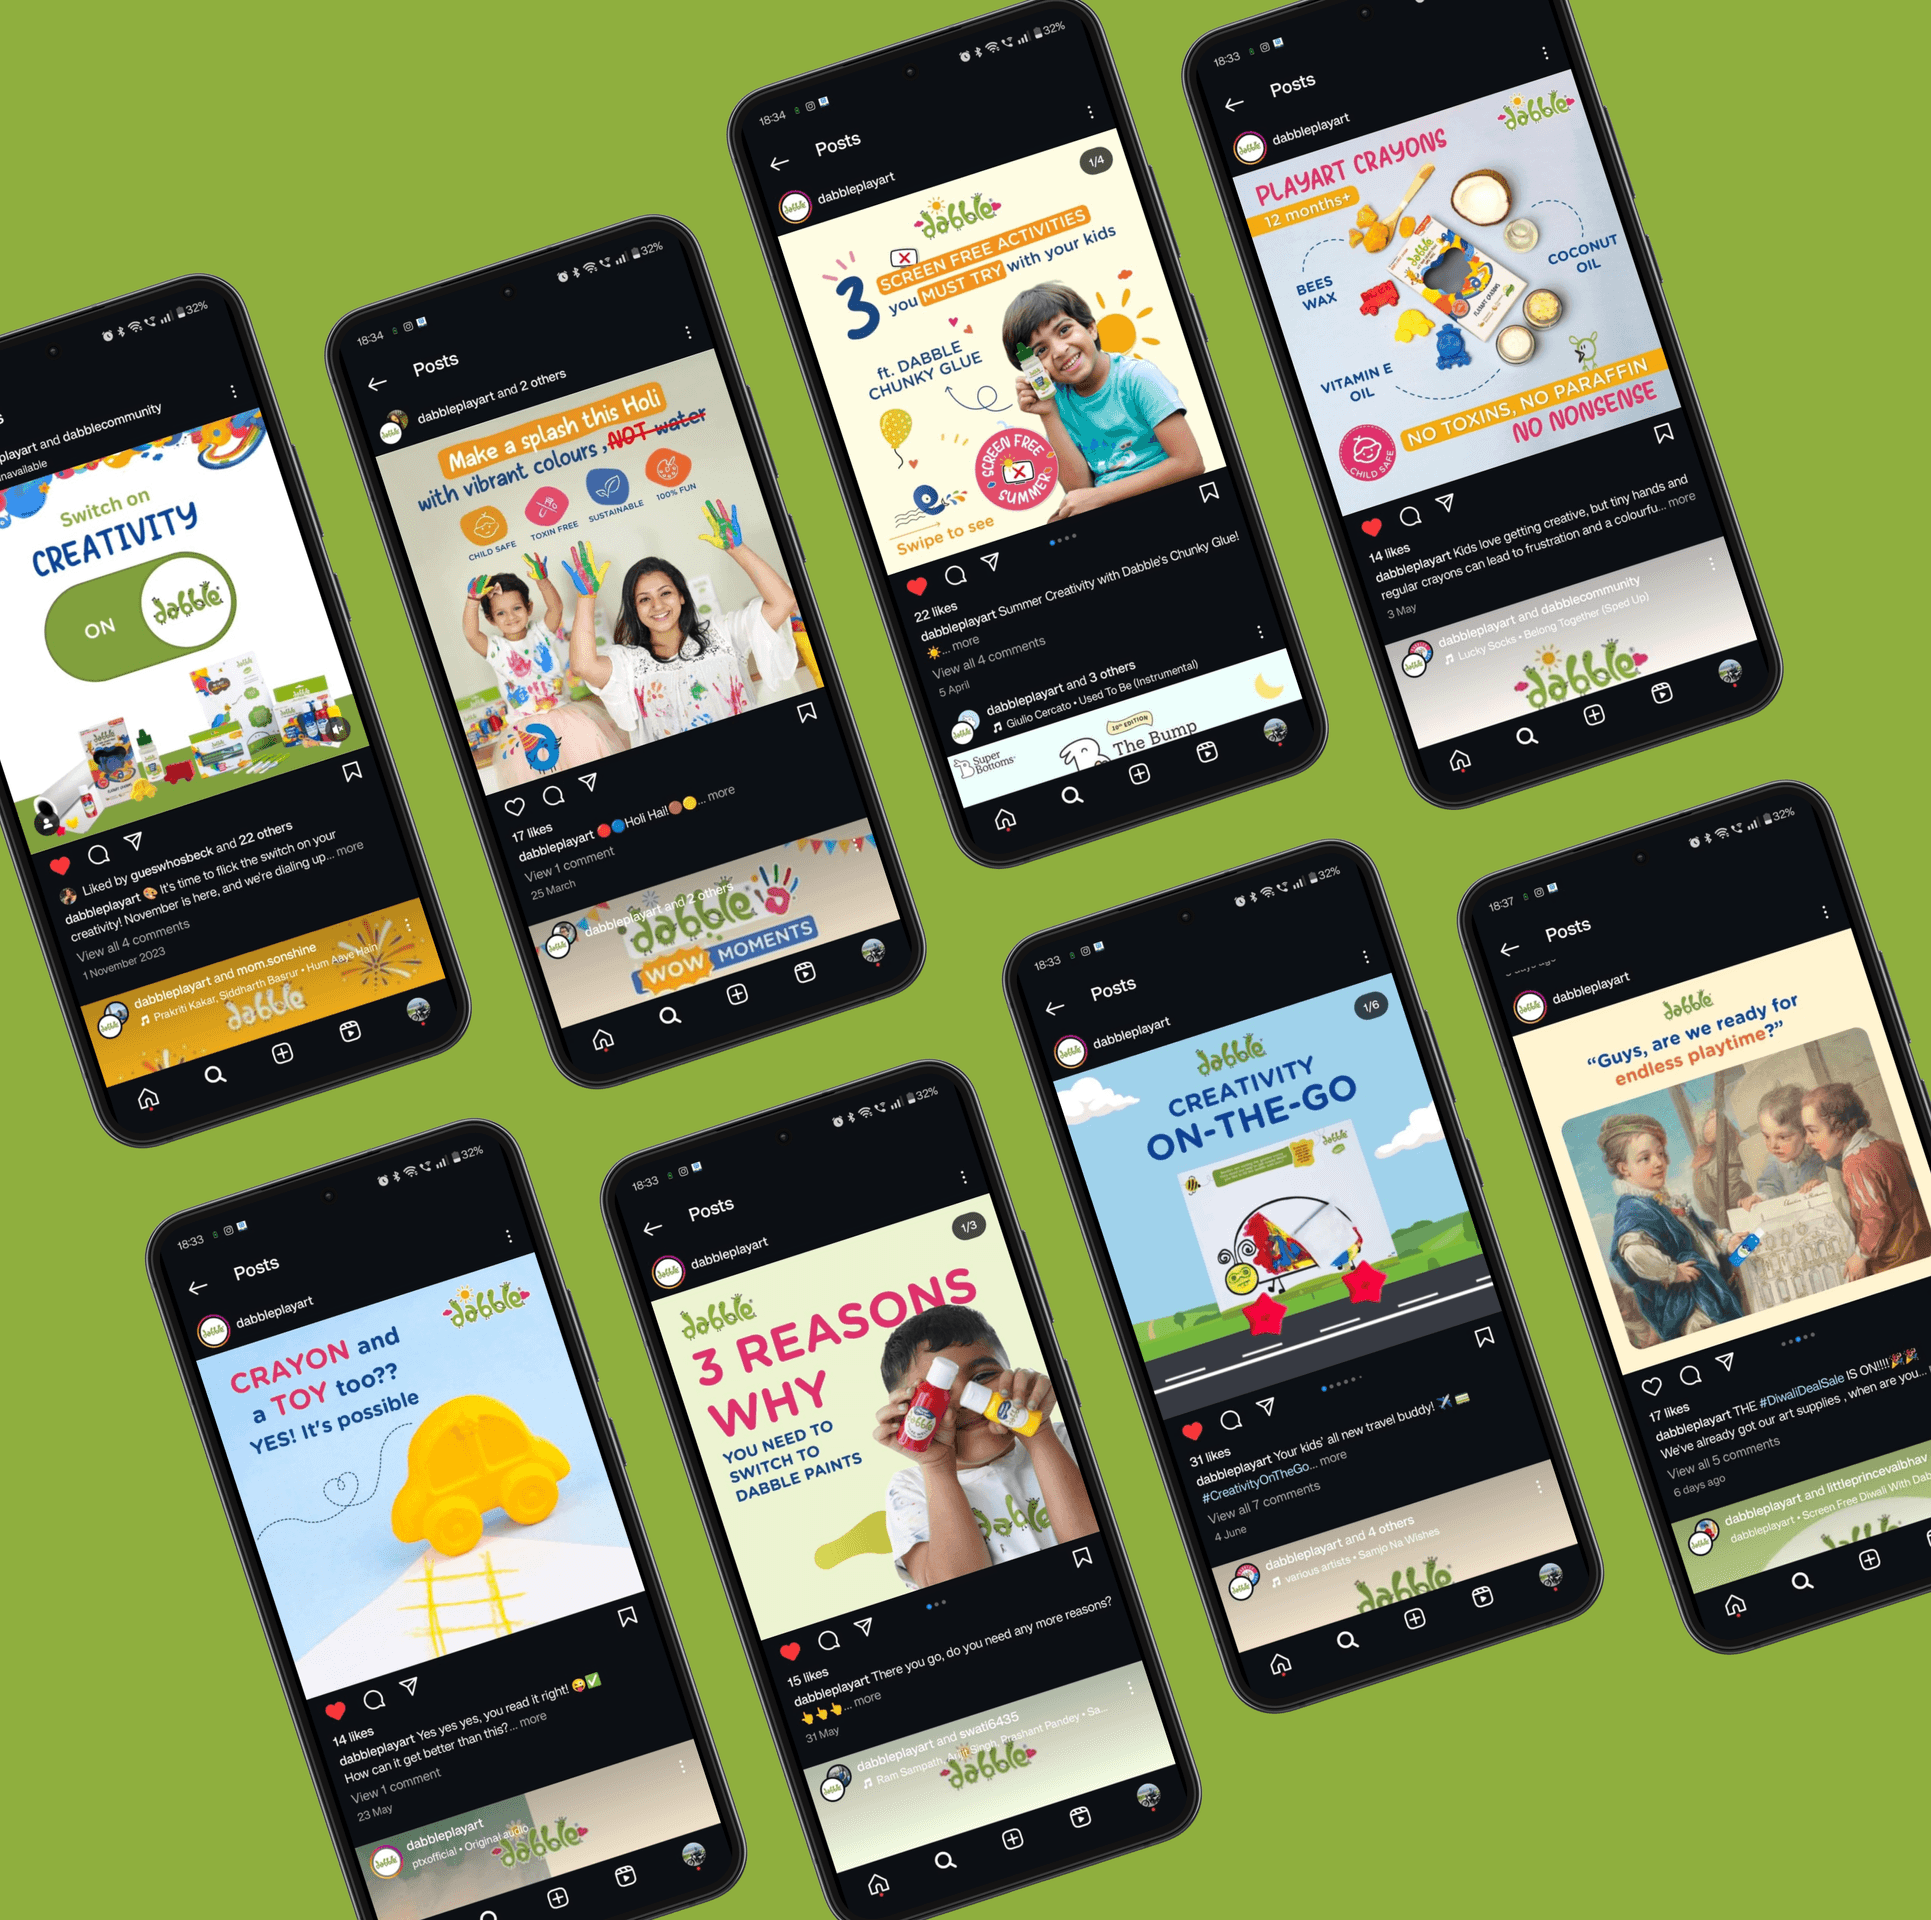 32%
s
playart and dabblecommunity
navailable
Switch on
CREATIVITY
ON
dabble
Liked by gueswhosbeck and 22 others
dabbleplayart 🎨 It's time to flick the switch on your
creativity! November is here, and we're dialing up... more
View all 4 comments
1 November 2023
dabbleplayart and mom.sonshine
Prakriti Kakar, Siddharth Basrur • Hum Aaye Hain
dabble
18:34
32%
Posts
dabbleplayart and 2 others
Make a splash this Holi
with vibrant colours, NOT water
CHILD SAFE
TOXIN FREE
SUSTAINABLE
100% FUN
17 likes
dabbleplayart 🔴🔵Holi Hai!🟤🟡... more
View 1 comment
25 March
dabbleplayart and 2 others
dabble's
WOW MOMENTS
18:34
32%
Posts
dabbleplayart
1/4
dabble
3 SCREEN FREE ACTIVITIES
you MUST TRY with your kids
ft. DABBLE
CHUNKY GLUE
SCREEN FREE
SUMMER
Swipe to see
22 likes
dabbleplayart Summer Creativity with Dabble's Chunky Glue!
☀️... more
View all 4 comments
5 April
dabbleplayart and 3 others
Giulio Cercato • Used To Be (Instrumental)
Super
Bottoms
10th EDITION
The Bump
18:33
Posts
dabbleplayart
dabble
PLAYART CRAYONS
12 months+
BEES
WAX
COCONUT
OIL
VITAMIN E
OIL
NO TOXINS, NO PARAFFIN
NO NONSENSE
CHILD SAFE
14 likes
dabbleplayart Kids love getting creative, but tiny hands and
regular crayons can lead to frustration and a colourfu... more
3 May
dabbleplayart and dabblecommunity
Lucky Socks • Belong Together (Sped Up)
dabble
18:33
32%
Posts
dabbleplayart
dabble
CRAYON and
a TOY too??
YES! It's possible
14 likes
dabbleplayart Yes yes yes, you read it right! 😜✅
How can it get better than this?... more
View 1 comment
23 May
dabbleplayart
ptxofficial • Original audio
dabble
18:33
32%
Posts
dabbleplayart
1/3
dabble
3 REASONS
WHY
YOU NEED TO
SWITCH TO
DABBLE PAINTS
dabble
15 likes
dabbleplayart There you go, do you need any more reasons?
👆👆👆... more
31 May
dabbleplayart and swati6435
Ram Sampath, Arijit Singh, Prashant Pandey • Sa...
dabble
18:33
32%
Posts
dabbleplayart
1/6
dabble
CREATIVITY
ON-THE-GO
dabble
31 likes
dabbleplayart Your kids' all new travel buddy!
#CreativityOnTheGo... more
View all 7 comments
4 June
dabbleplayart and 4 others
various artists • Samjo Na Wishes
dabble
18:37
32%
Posts
dabbleplayart
dabble
“Guys, are we ready for
endless playtime?”
17 likes
dabbleplayart THE #DiwaliDealSale IS ON!!!!🎉🎉
We've already got our art supplies , when are you...
View all 5 comments
6 days ago
dabbleplayart and littleprincevaibhav
dabbleplayart • Screen Free Diwali With Dab